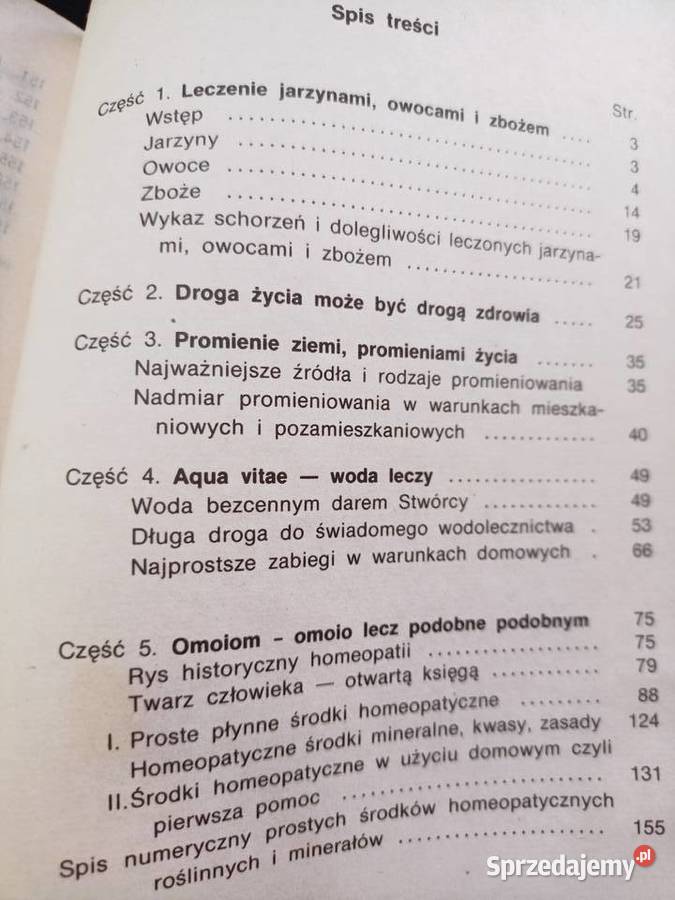 Spis treści
Str.
Część 1. Leczenie jarzynami, owocami i zbożem .... 3
Wstęp .......... 3
Jarzyny .......... 4
Owoce .......... 14
Zboże .......... 19
Wykaz schorzeń i dolegliwości leczonych jarzyna-
mi, owocami i zbożem .......... 21
Część 2. Droga życia może być drogą zdrowia ..... 25
Część 3. Promienie ziemi, promieniami życia ....... 35
Najważniejsze źródła i rodzaje promieniowania 35
Nadmiar promieniowania w warunkach mieszka-
niowych i pozamieszkaniowych .......... 40
Część 4. Aqua vitae — woda leczy .......... 49
Woda bezcennym darem Stwórcy .......... 49
Długa droga do świadomego wodolecznictwa . 53
Najprostsze zabiegi w warunkach domowych . 66
Część 5. Omoiom – omoio lecz podobne podobnym 75
Rys historyczny homeopatii .......... 75
Twarz człowieka — otwartą księgą .......... 79
I. Proste płynne środki homeopatyczne ......... 88
Homeopatyczne środki mineralne, kwasy, zasady 124
II. Środki homeopatyczne w użyciu domowym czyli
pierwsza pomoc .......... 131
Spis numeryczny prostych środków homeopatycznych
roślinnych i minerałów .......... 155
Sprzedajemy.pl